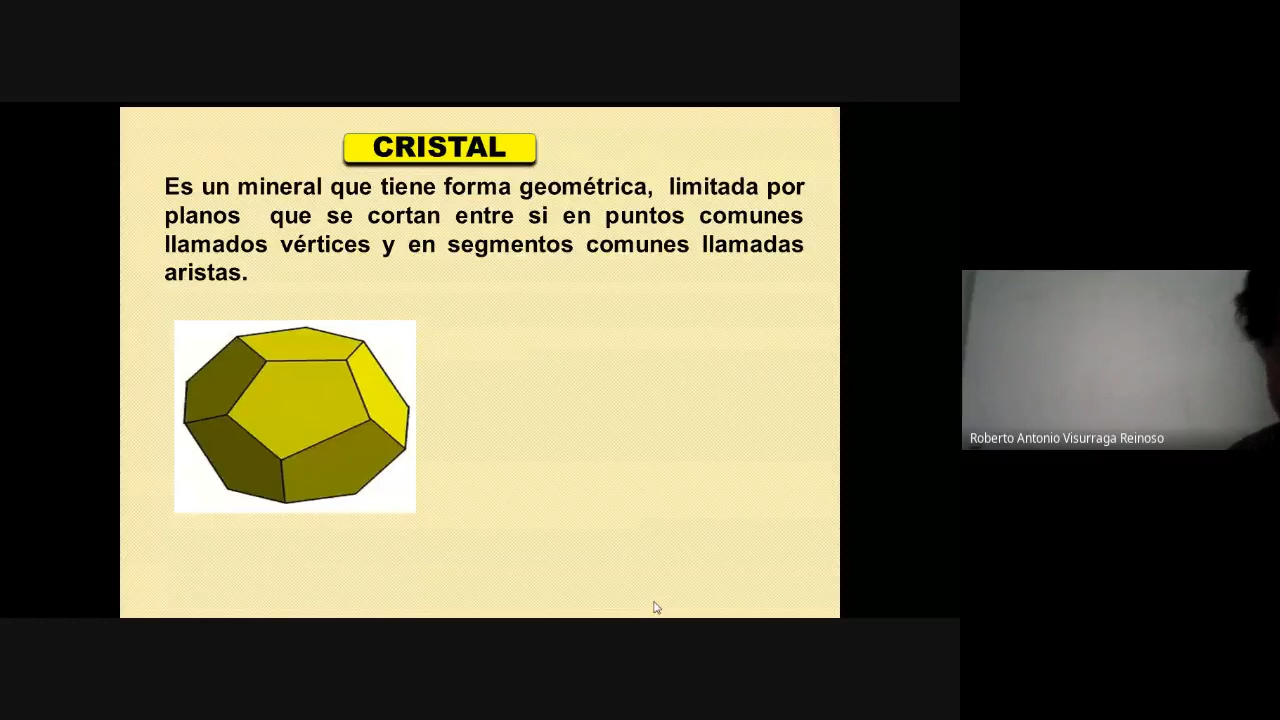 CRISTAL
Es un mineral que tiene forma geométrica, limitada por
planos que se cortan entre si en puntos comunes
llamados vértices y en segmentos comunes llamadas
aristas.
Roberto Antonio Visurraga Reinoso